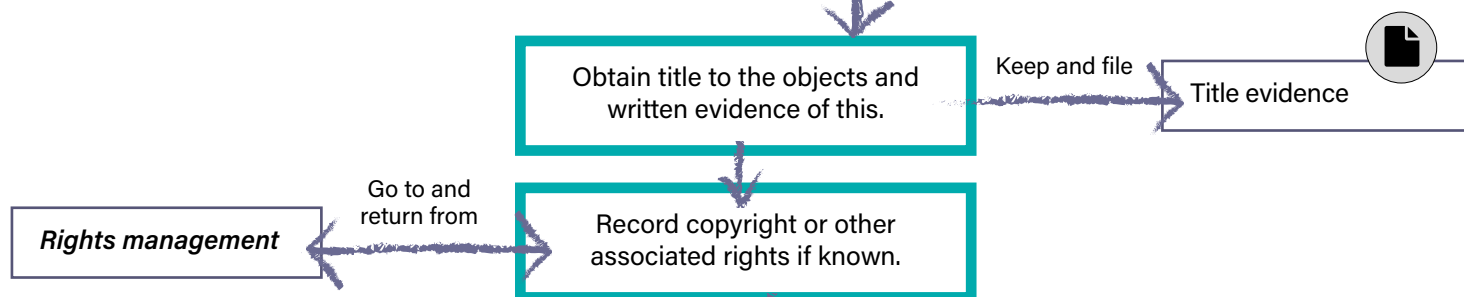 Obtain title to the objects and
written evidence of this.
Keep and file
Title evidence
Go to and
return from
Rights management
Record copyright or other
associated rights if known.